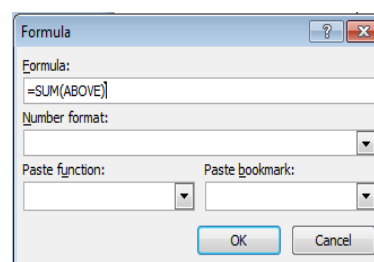 Formula
Formula:
=SUM(ABOVE)
Number format:
Paste function: Paste bookmark:
OK Cancel